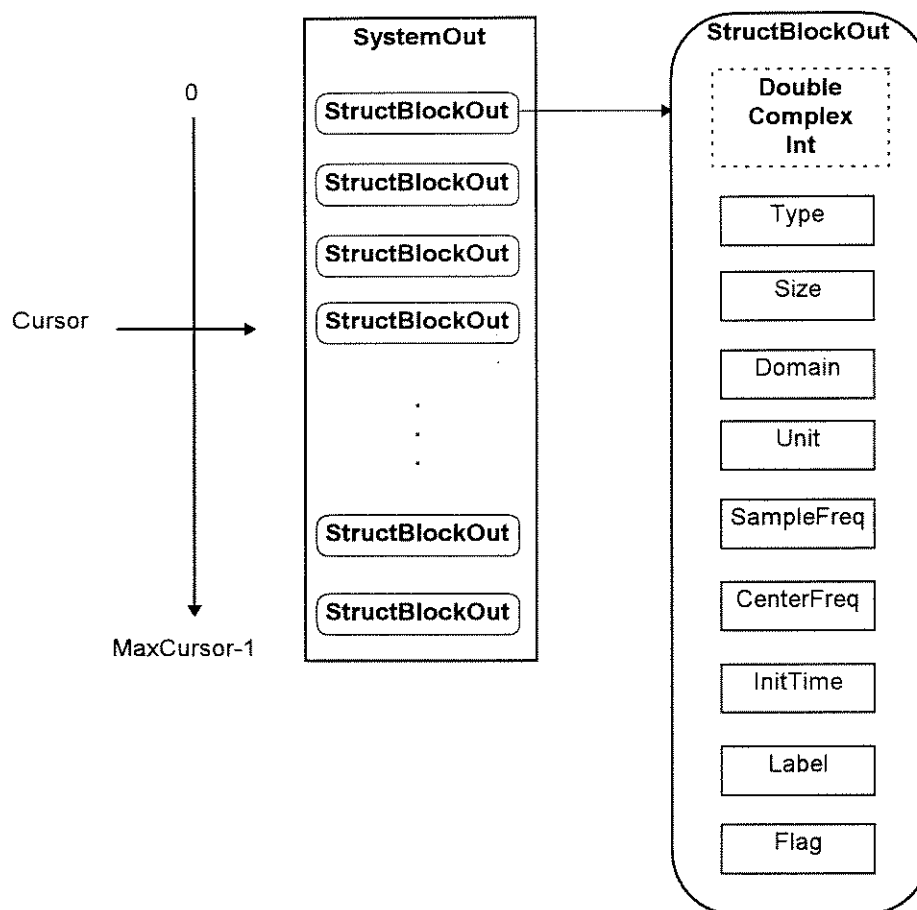 SystemOut
StructBlockOut
0
StructBlockOut
Double
Complex
Int
StructBlockOut
Type
StructBlockOut
Size
Cursor
StructBlockOut
Domain
Unit
StructBlockOut
SampleFreq
StructBlockOut
CenterFreq
MaxCursor-1
InitTime
Label
Flag